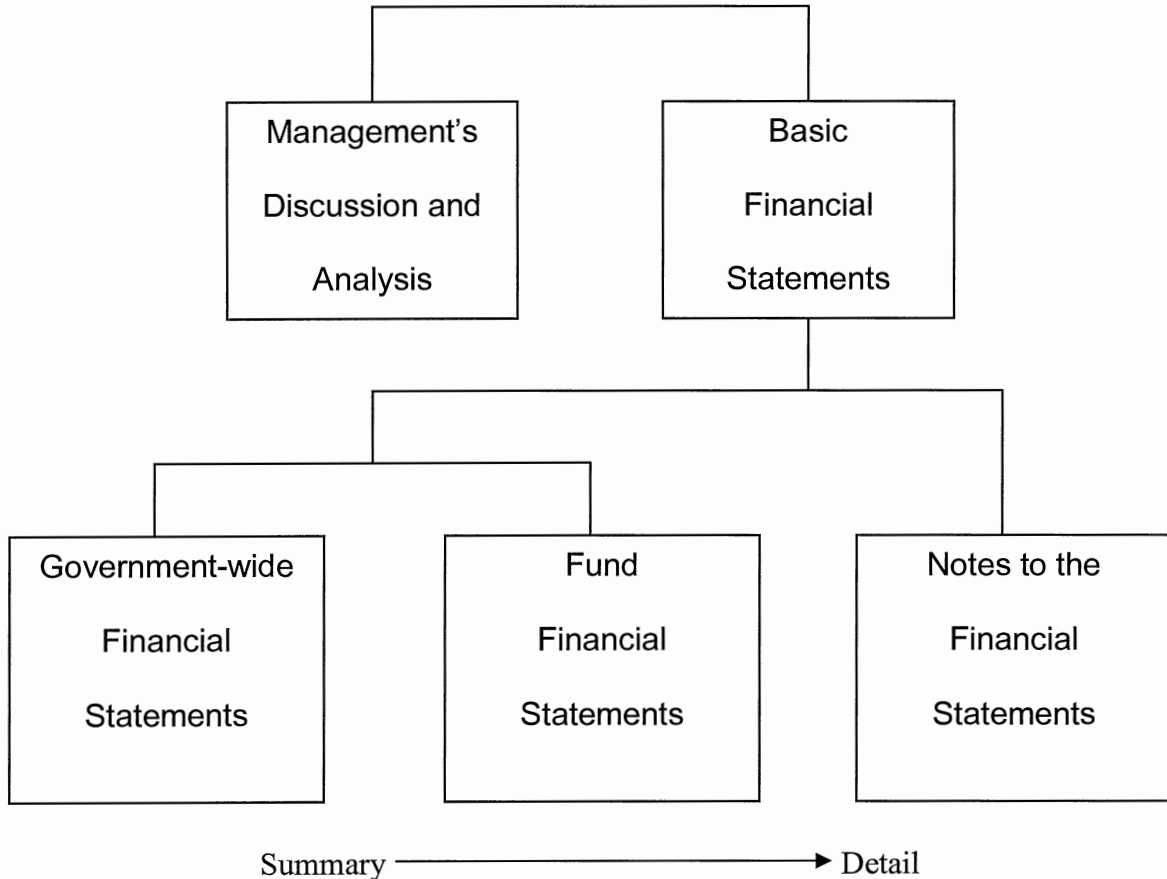 Management's
Discussion and
Analysis
Basic
Financial
Statements
Government-wide
Financial
Statements
Fund
Financial
Statements
Notes to the
Financial
Statements
Summary
Detail